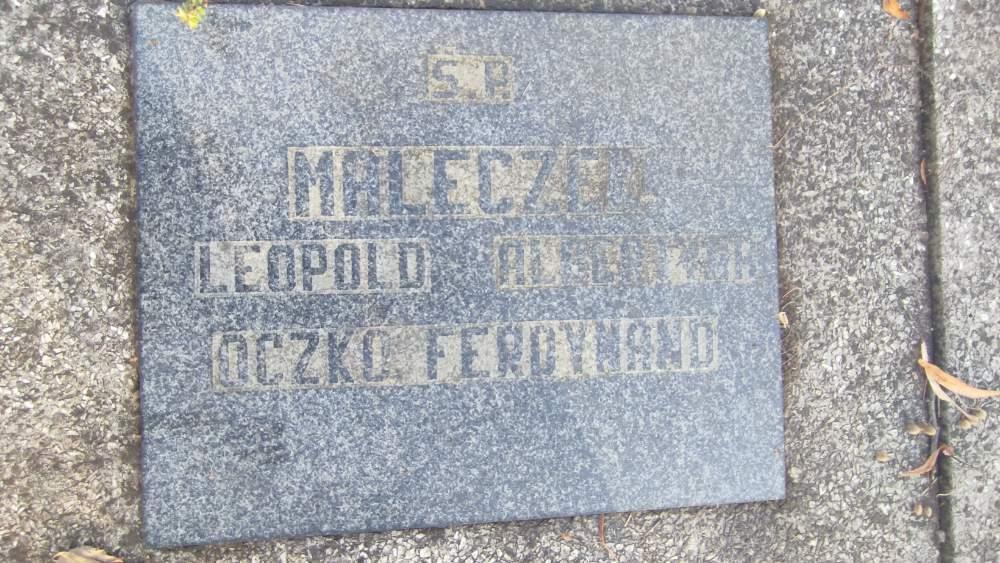 Ś.P.
MALECZEK
LEOPOLD
OCZKO FERDYNAND